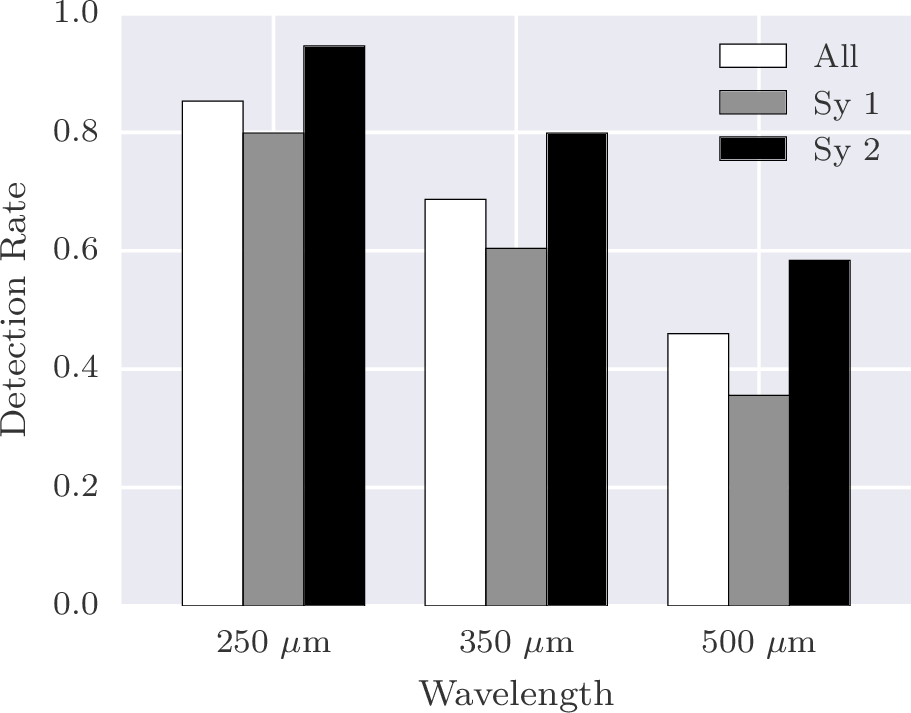 1.0
0.8
0.6
0.4
0.2
0.0
Detection Rate
All
Sy 1
Sy 2
250 μm
350 μm
500 μm
Wavelength